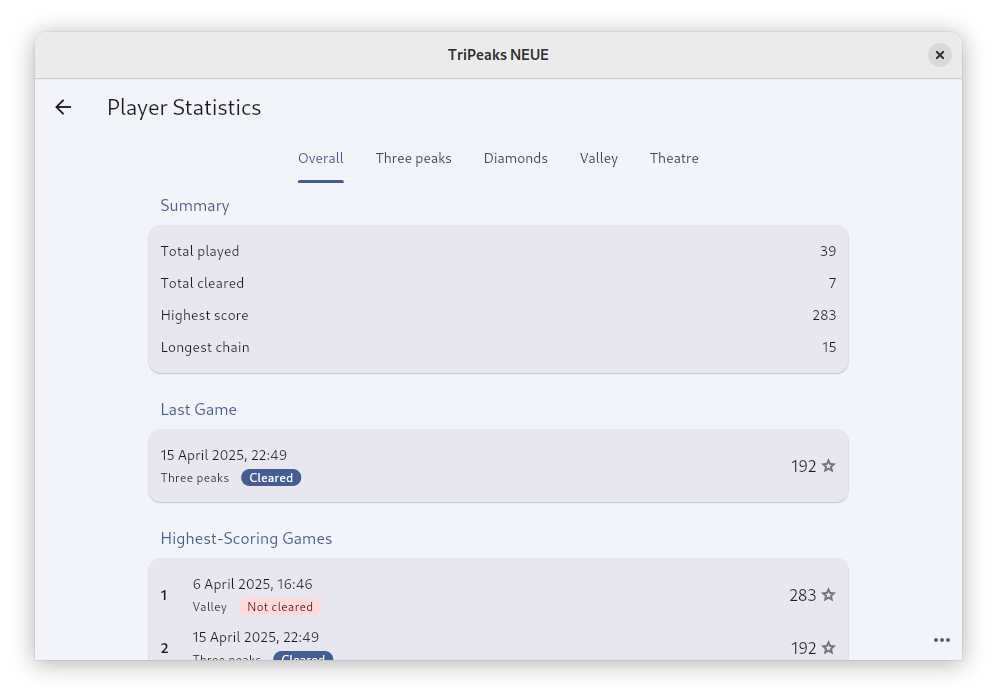 TriPeaks NEUE
Player Statistics
Overall Three peaks Diamonds Valley Theatre
Summary
Total played 39
Total cleared 7
Highest score 283
Longest chain 15
Last Game
15 April 2025, 22:49
Three peaks Cleared 192
Highest-Scoring Games
1 6 April 2025, 16:46
Valley Not cleared 283
2 15 April 2025, 22:49
Three peaks Cleared 192